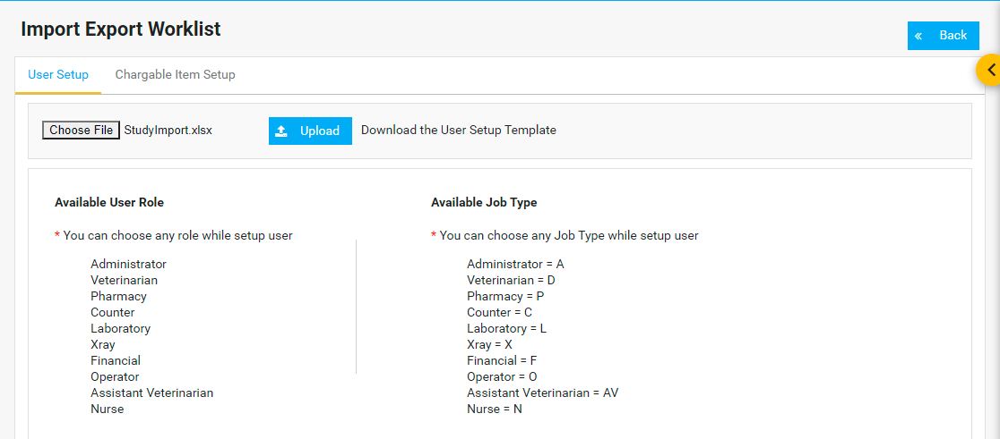 Import Export Worklist
« Back
User Setup
Chargable Item Setup
Choose File StudyImport.xlsx
Upload
Download the User Setup Template
Available User Role
* You can choose any role while setup user
Administrator
Veterinarian
Pharmacy
Counter
Laboratory
Xray
Financial
Operator
Assistant Veterinarian
Nurse
Available Job Type
* You can choose any Job Type while setup user
Administrator = A
Veterinarian = D
Pharmacy = P
Counter = C
Laboratory = L
Xray = X
Financial = F
Operator = O
Assistant Veterinarian = AV
Nurse = N